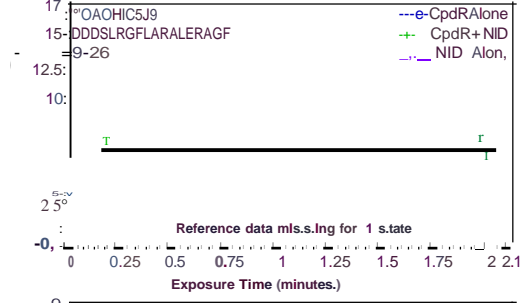 17
°'OAOHIC5J9
---e-CpdRAlone
15-DDDSLRGFLARALERAGF
-+- CpdR+NID
- =9-26
_,.__ NID Alon,
12.5:
10:
T
r
T
5-:v
2 5°
:
Reference data mls.s.lng for 1 s.tate
-0,
0 0.25 0.5 0.75 1 1.25 1.5 1.75 2 2.1
Exposure Time (minutes.)